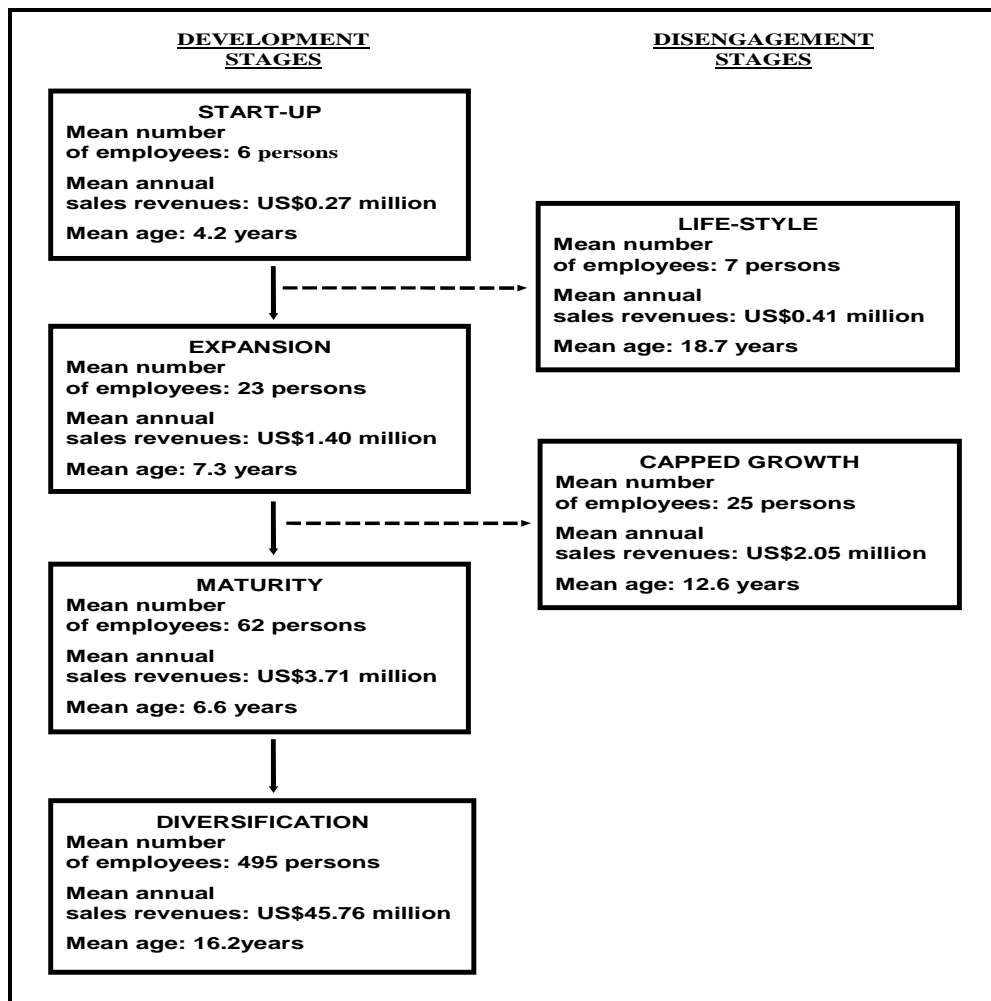 DEVELOPMENT
STAGES
START-UP
Mean number
of employees: 6 persons
Mean annual
sales revenues: US$0.27 million
Mean age: 4.2 years
EXPANSION
Mean number
of employees: 23 persons
Mean annual
sales revenues: US$1.40 million
Mean age: 7.3 years
MATURITY
Mean number
of employees: 62 persons
Mean annual
sales revenues: US$3.71 million
Mean age: 6.6 years
DIVERSIFICATION
Mean number
of employees: 495 persons
Mean annual
sales revenues: US$45.76 million
Mean age: 16.2years
DISENGAGEMENT
STAGES
LIFE-STYLE
Mean number
of employees: 7 persons
Mean annual
sales revenues: US$0.41 million
Mean age: 18.7 years
CAPPED GROWTH
Mean number
of employees: 25 persons
Mean annual
sales revenues: US$2.05 million
Mean age: 12.6 years